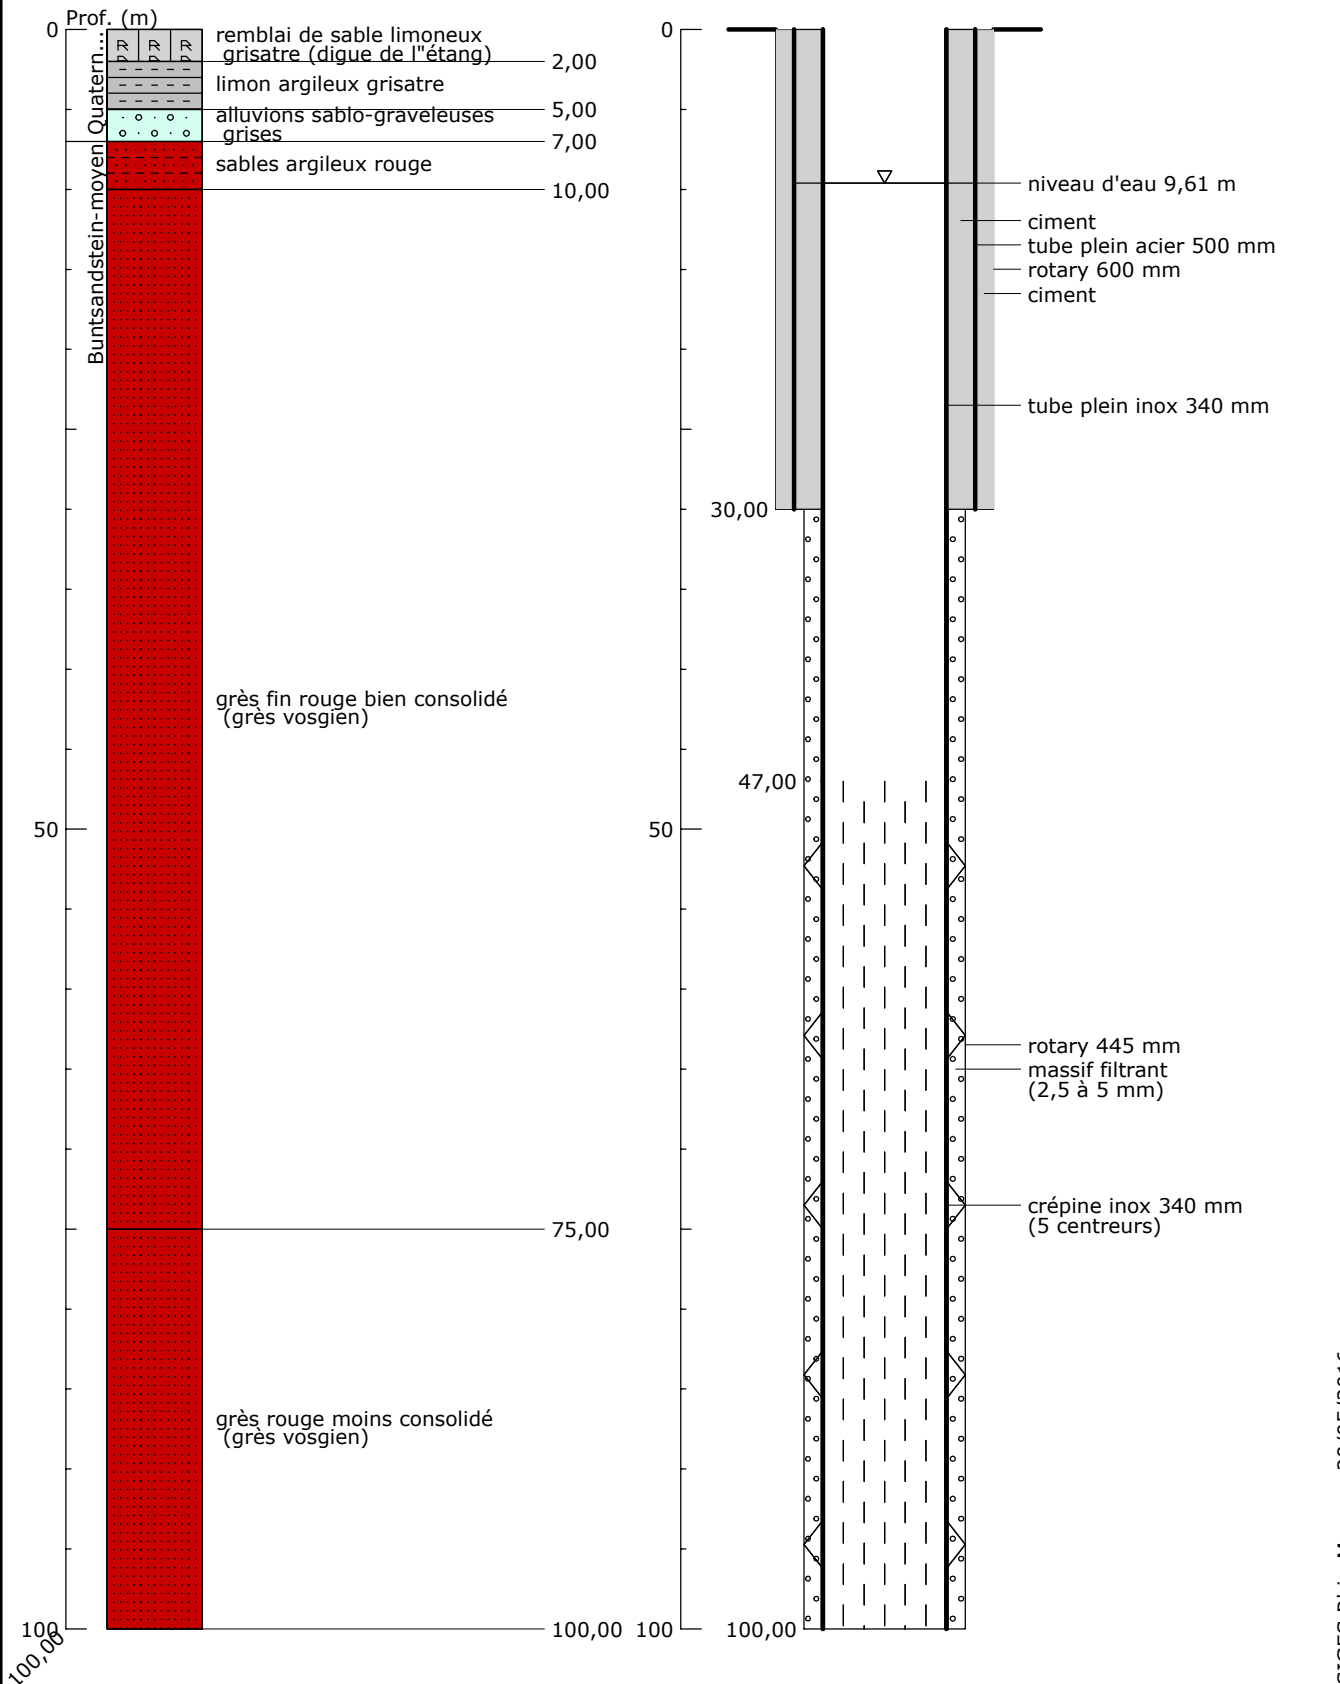 Prof. (m)
0
Quatern...
Buntsandstein-moyen
remblai de sable limoneux
grisatre (digue de l"étang)
2,00
limon argileux grisatre
5,00
alluvions sablo-graveleuses
grises
7,00
sables argileux rouge
10,00
grès fin rouge bien consolidé
(grès vosgien)
50
75,00
grès rouge moins consolidé
(grès vosgien)
100
100,00
100,00
0
niveau d'eau 9,61 m
ciment
tube plein acier 500 mm
rotary 600 mm
ciment
tube plein inox 340 mm
30,00
47,00
50
rotary 445 mm
massif filtrant
(2,5 à 5 mm)
crépine inox 340 mm
(5 centreurs)
100
100,00